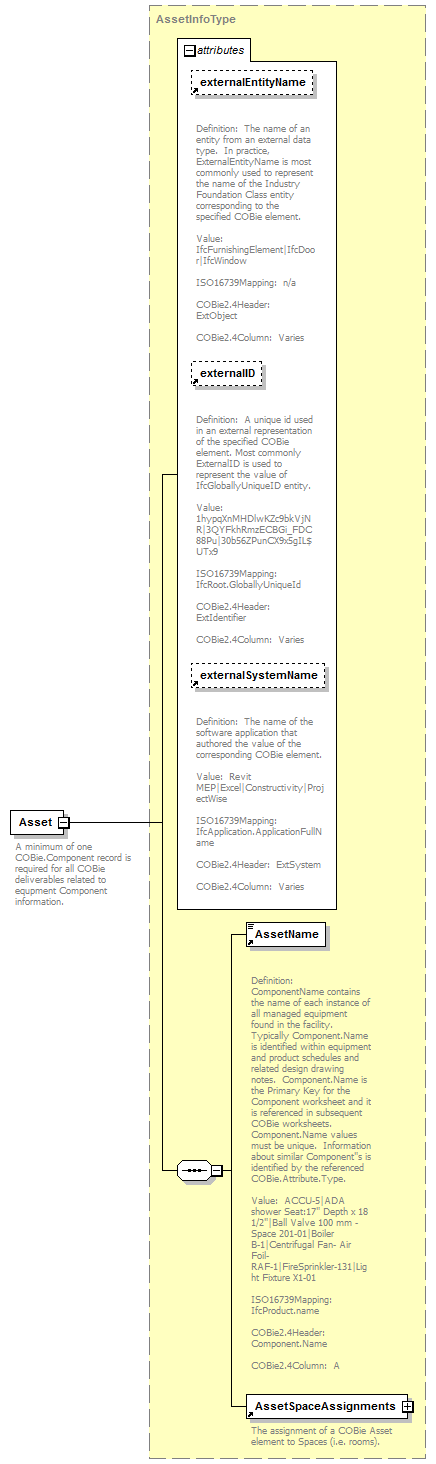 AssetInfoType
attributes
externalEntityName
Definition:  The name of an
entity from an external data
type.  In practice,
ExternalEntityName is most
commonly used to represent
the name of the Industry
Foundation Class entity
corresponding to the
specified COBie element.
Value:
IfcFurnishingElement|IfcDoo
r|IfcWindow
ISO16739Mapping:  n/a
COBie2.4Header:
ExtObject
COBie2.4Column:  Varies
externalID
Definition:  A unique id used
in an external representation
of the specified COBie
element. Most commonly
ExternalID is used to
represent the value of
IfcGloballyUniqueID entity.
Value:
1hypqXnMHDlwKZc9bkVjN
R|3QYFkhRmzECBGi_FDC
88Pu|30b56ZPunCX9x5gIL$
UTx9
ISO16739Mapping:
IfcRoot.GloballyUniqueId
COBie2.4Header:
ExtIdentifier
COBie2.4Column:  Varies
externalSystemName
Definition:  The name of the
software application that
authored the value of the
corresponding COBie element.
Value:  Revit
MEP|Excel|Constructivity|Proj
ectWise
ISO16739Mapping:
IfcApplication.ApplicationFullN
ame
COBie2.4Header:  ExtSystem
COBie2.4Column:  Varies
Asset
A minimum of one
COBie.Component record is
required for all COBie
deliverables related to
equpment Component
information.
AssetName
Definition:
ComponentName contains
the name of each instance of
all managed equipment
found in the facility.
Typically Component.Name
is identified within equipment
and product schedules and
related design drawing
notes.  Component.Name is
the Primary Key for the
Component worksheet and it
is referenced in subsequent
COBie worksheets.
Component.Name values
must be unique.  Information
about similar Component"s is
identified by the referenced
COBie.Attribute.Type.
Value:  ACCU-5|ADA
shower Seat:17" Depth x 18
1/2"|Ball Valve 100 mm -
Space 201-01|Boiler
B-1|Centrifugal Fan- Air
Foil-
RAF-1|FireSprinkler-131|Lig
ht Fixture X1-01
ISO16739Mapping:
IfcProduct.name
COBie2.4Header:
Component.Name
COBie2.4Column:  A
AssetSpaceAssignments
The assignment of a COBie Asset
element to Spaces (i.e. rooms).